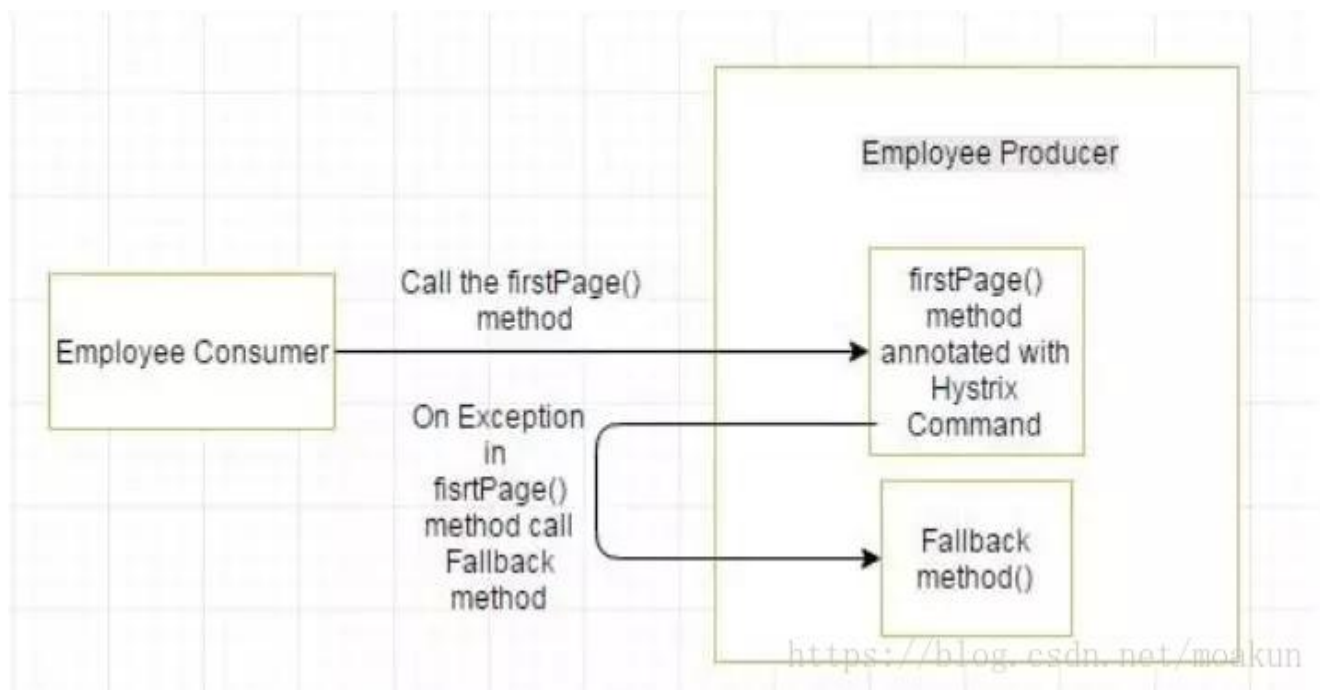 Employee Producer
Call the firstPage()
method
Employee Consumer
firstPage()
method
annotated with
Hystrix
Command
On Exception
in
fisrtPage()
method call
Fallback
method
Fallback
method()
https://blog.csdn.net/moakun